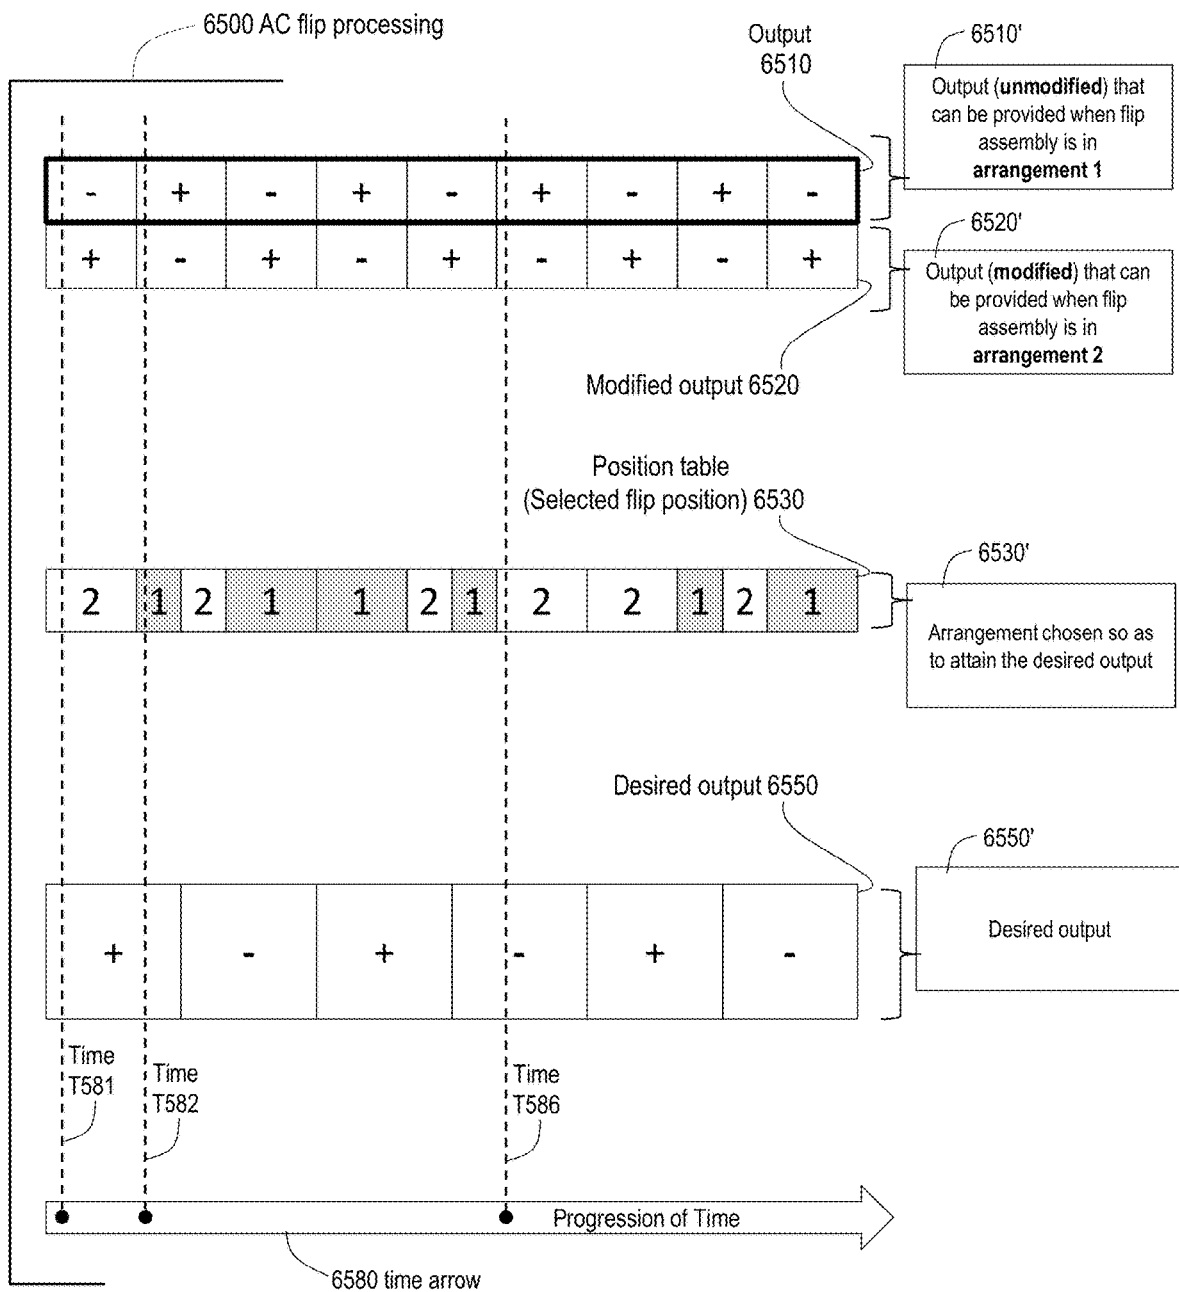 6500 AC flip processing
Output
6510
6510'
Output (unmodified) that
can be provided when flip
assembly is in
arrangement 1
- + - + - + - + -
6520'
+ - + - + - + - +
Output (modified) that can
be provided when flip
assembly is in
arrangement 2
Modified output 6520
Position table
(Selected flip position) 6530
6530'
2 1 2 1 1 2 1 2 2 1 2 1
Arrangement chosen so as
to attain the desired output
Desired output 6550
6550'
Desired output
+ - + - + -
Time
T581
Time
T582
Time
T586
Progression of Time
6580 time arrow